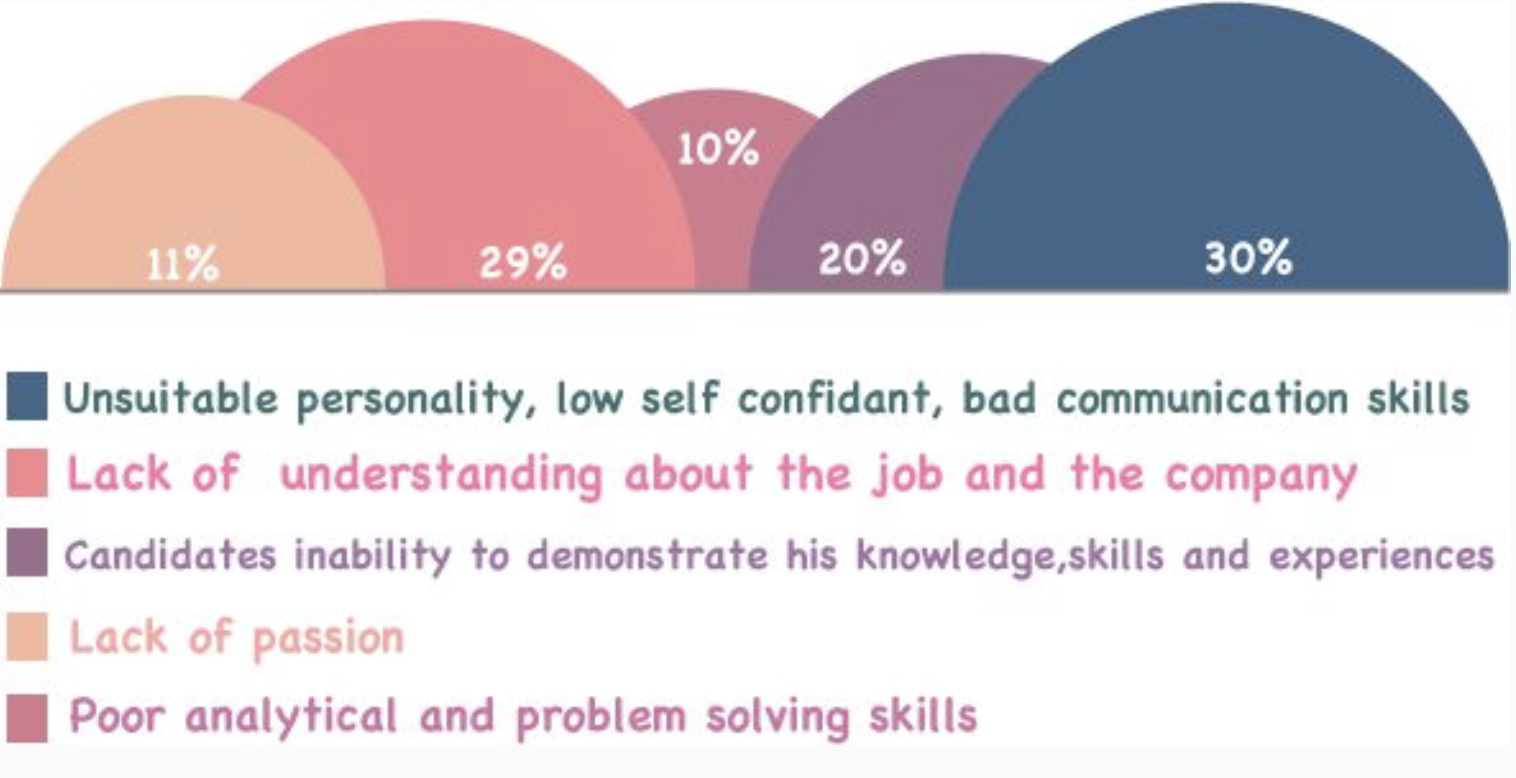 10%
11%
29%
20%
30%
Unsuitable personality, low self confidant, bad communication skills
Lack of understanding about the job and the company
Candidates inability to demonstrate his knowledge,skills and experiences
Lack of passion
Poor analytical and problem solving skills